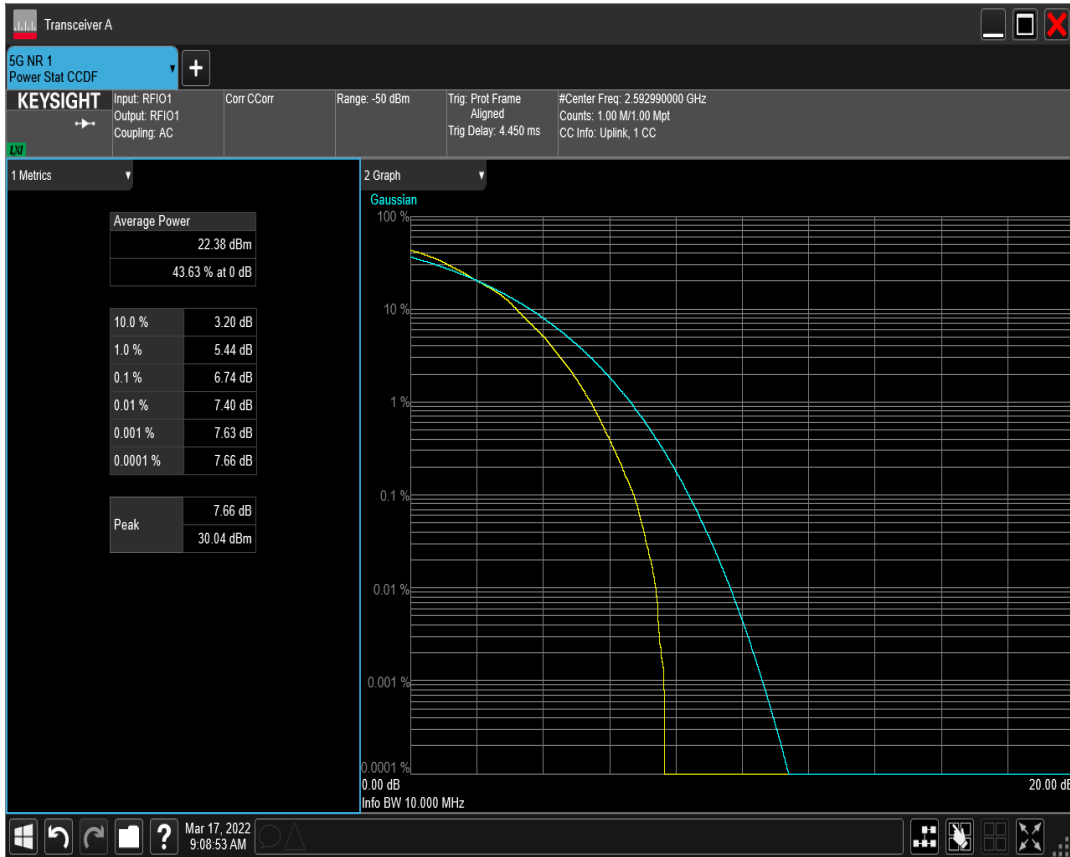 Transceiver A
5G NR 1
Power Stat CCDF
KEYSIGHT
LXI
Input: RFIO1
Output: RFIO1
Coupling: AC
Corr CCorr
Range: -50 dBm
Trig: Prot Frame
Aligned
Trig Delay: 4.450 ms
#Center Freq: 2.592990000 GHz
Counts: 1.00 M/1.00 Mpt
CC Info: Uplink, 1 CC
1 Metrics
Average Power
22.38 dBm
43.63 % at 0 dB
10.0 % 3.20 dB
1.0 % 5.44 dB
0.1 % 6.74 dB
0.01 % 7.40 dB
0.001 % 7.63 dB
0.0001 % 7.66 dB
Peak
7.66 dB
30.04 dBm
2 Graph
Gaussian
100 %
10 %
1 %
0.1 %
0.01 %
0.001 %
0.0001 %
0.00 dB
20.00 dB
Info BW 10.000 MHz
?
Mar 17, 2022
9:08:53 AM